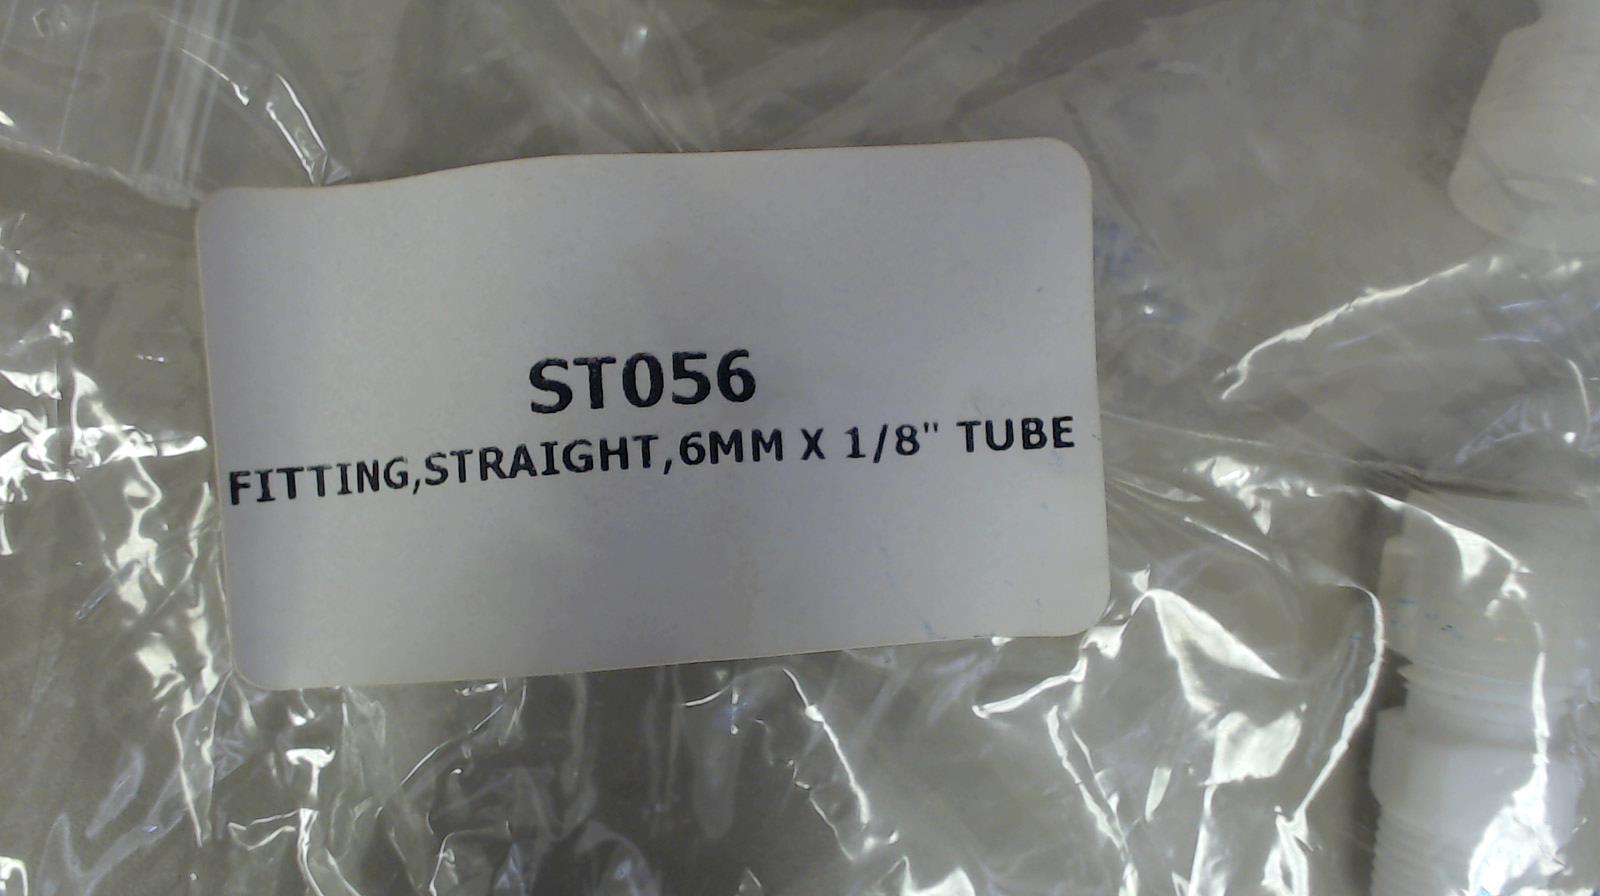 ST056
FITTING,STRAIGHT,6MM X 1/8" TUBE